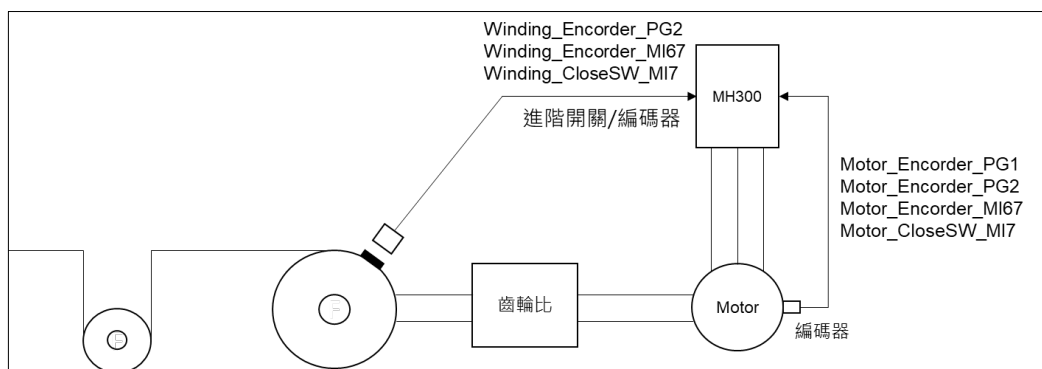 Winding_Encorder_PG2
Winding_Encorder_MI67
Winding_CloseSW_MI7
進階開關/編碼器
MH300
Motor_Encorder_PG1
Motor_Encorder_PG2
Motor_Encorder_MI67
Motor_CloseSW_MI7
齒輪比
Motor
編碼器